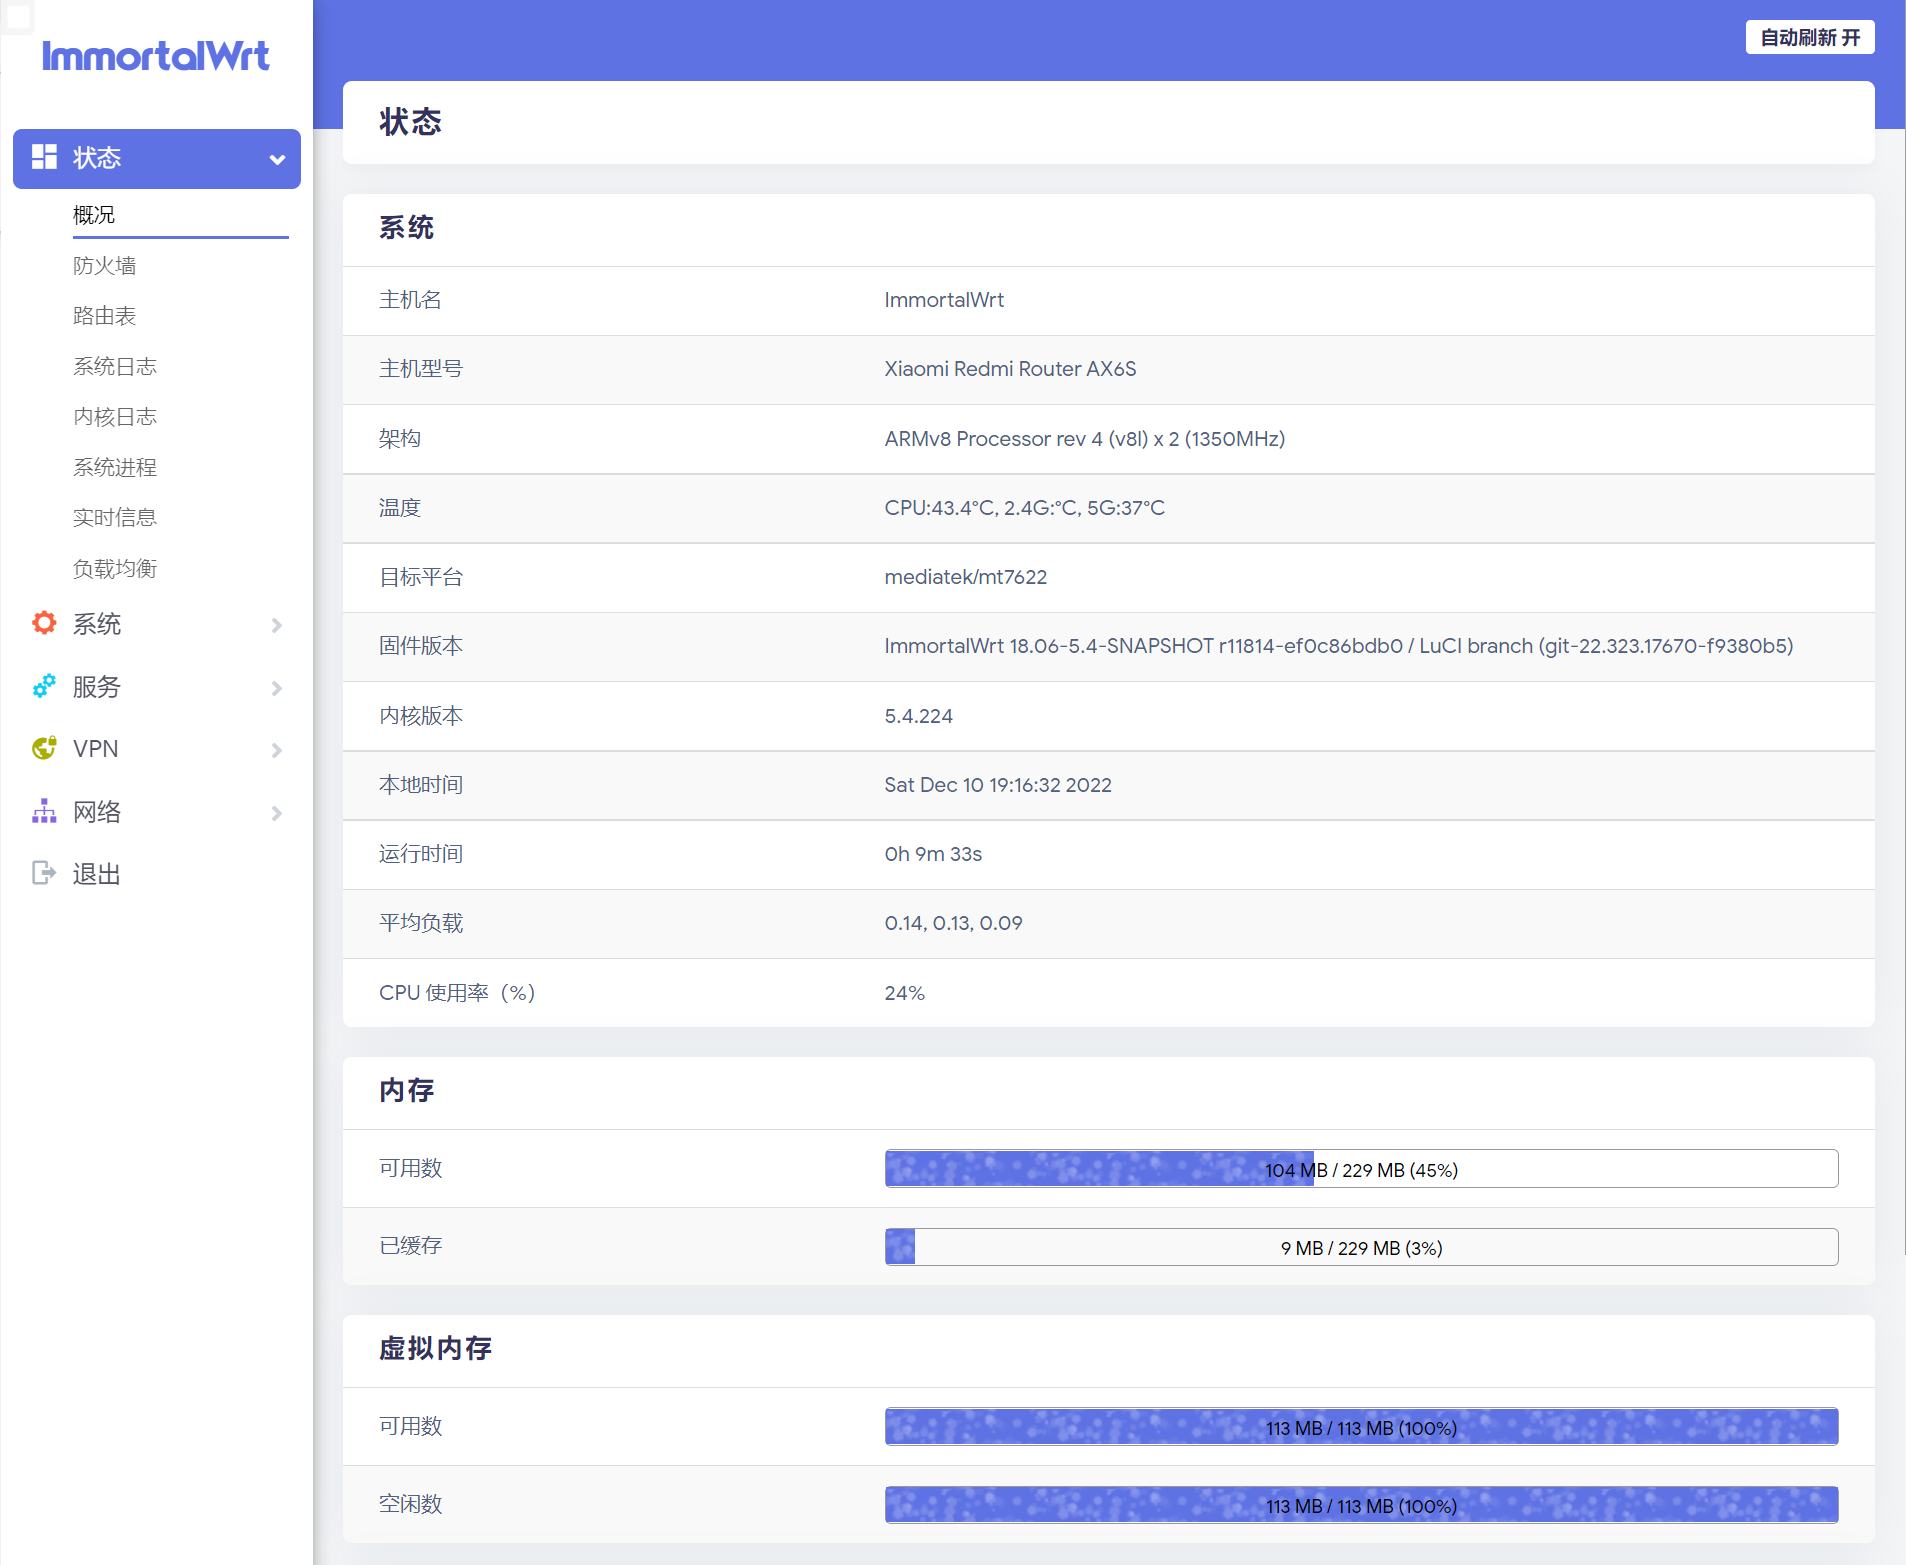 ImmortalWrt
状态
概况
防火墙
路由表
系统日志
内核日志
系统进程
实时信息
负载均衡
系统
服务
VPN
网络
退出
自动刷新 开
状态
系统
主机名 ImmortalWrt
主机型号 Xiaomi Redmi Router AX6S
架构 ARMv8 Processor rev 4 (v8l) x 2 (1350MHz)
温度 CPU:43.4°C, 2.4G:°C, 5G:37°C
目标平台 mediatek/mt7622
固件版本 ImmortalWrt 18.06-5.4-SNAPSHOT r11814-ef0c86bdb0 / LuCI branch (git-22.323.17670-f9380b5)
内核版本 5.4.224
本地时间 Sat Dec 10 19:16:32 2022
运行时间 0h 9m 33s
平均负载 0.14, 0.13, 0.09
CPU 使用率（%） 24%
内存
可用数 104 MB / 229 MB (45%)
已缓存 9 MB / 229 MB (3%)
虚拟内存
可用数 113 MB / 113 MB (100%)
空闲数 113 MB / 113 MB (100%)